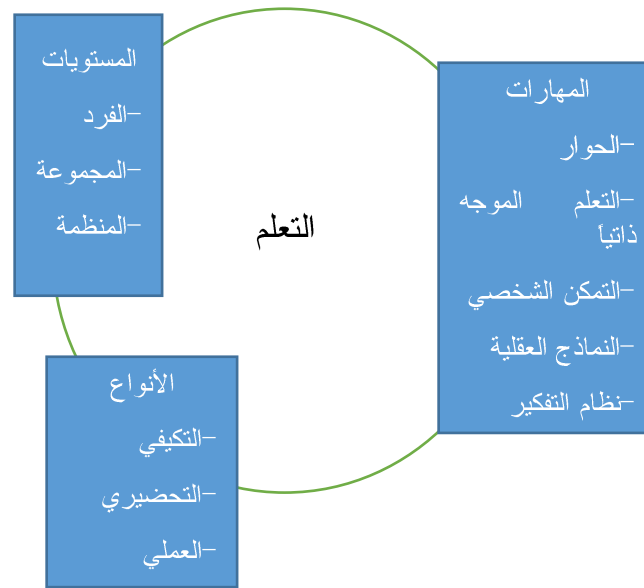 المهارات
-الحوار
-التعلم الموجه
ذاتياً
-التمكن الشخصي
-النماذج العقلية
-نظام التفكير
التعلم
المستويات
-الفرد
-المجموعة
-المنظمة
الأنواع
-التكيفي
-التحضيري
-العملي